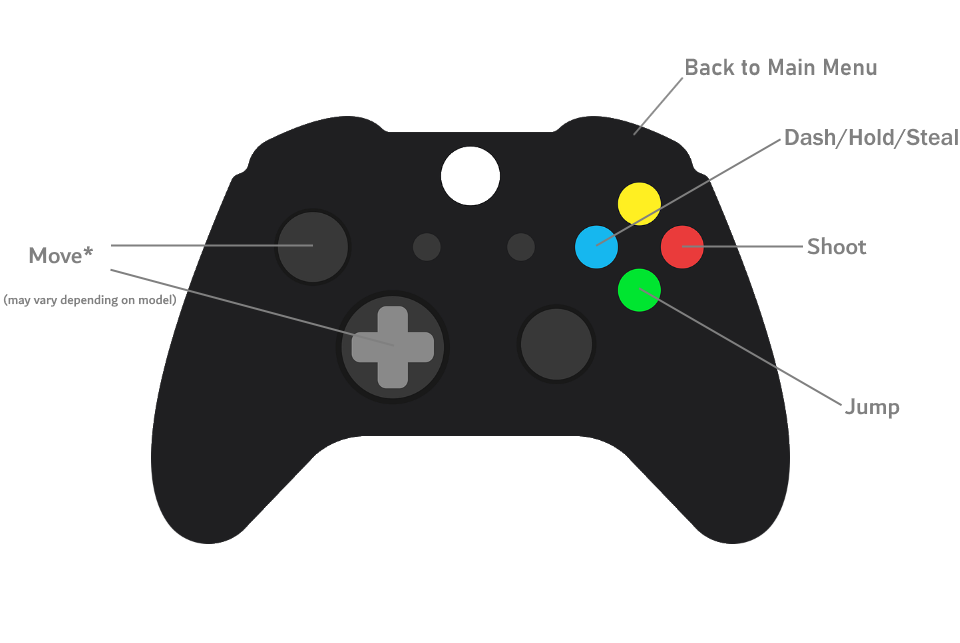 Back to Main Menu
Dash/Hold/Steal
Move*
Shoot
(may vary depending on model)
Jump